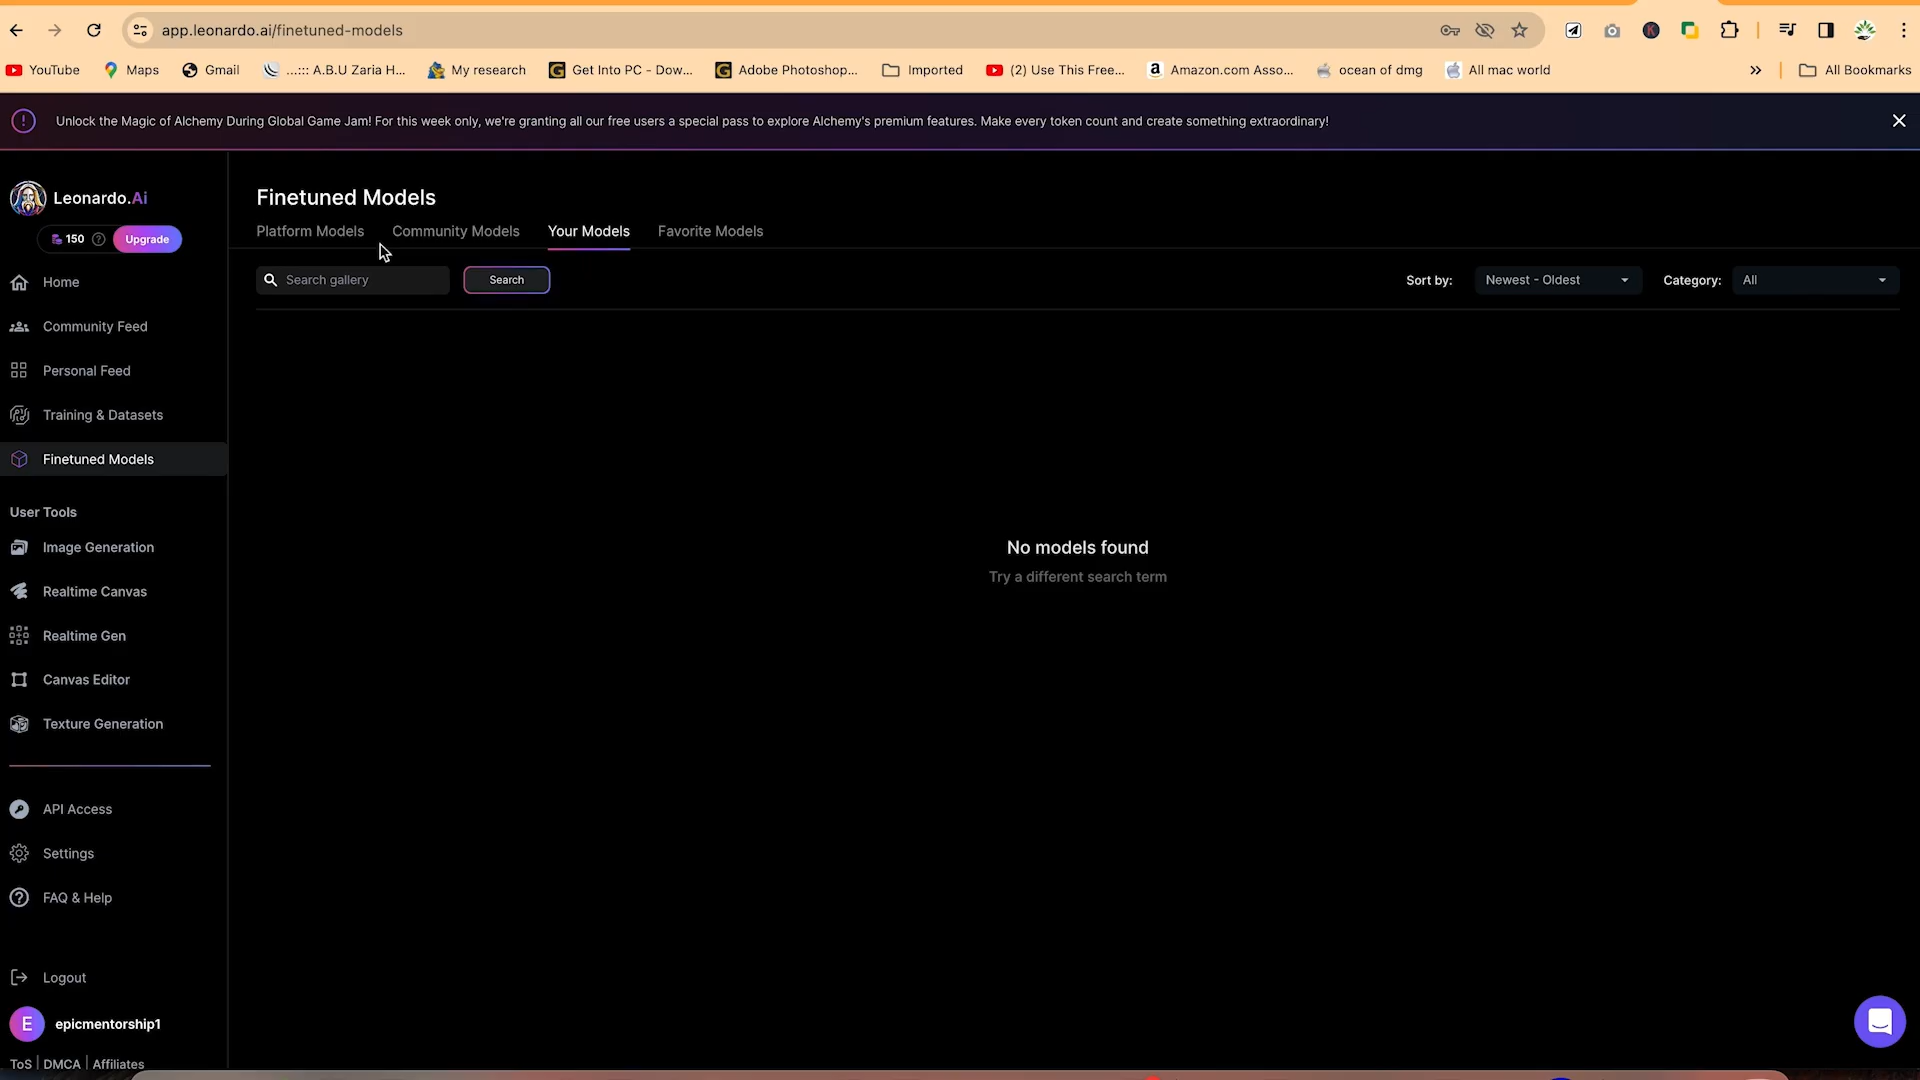 app.leonardo.ai/finetuned-models
YouTube Maps Gmail ...::: A.B.U Zaria H... My research Get Into PC - Dow... Adobe Photoshop... Imported (2) Use This Free... Amazon.com Asso... ocean of dmg All mac world All Bookmarks
Unlock the Magic of Alchemy During Global Game Jam! For this week only, we're granting all our free users a special pass to explore Alchemy's premium features. Make every token count and create something extraordinary!
Leonardo.Ai
150 Upgrade
Home
Community Feed
Personal Feed
Training & Datasets
Finetuned Models
User Tools
Image Generation
Realtime Canvas
Realtime Gen
Canvas Editor
Texture Generation
API Access
Settings
FAQ & Help
Logout
E epicmentorship1
ToS | DMCA | Affiliates
Finetuned Models
Platform Models Community Models Your Models Favorite Models
Search gallery Search Sort by: Newest - Oldest Category: All
No models found
Try a different search term